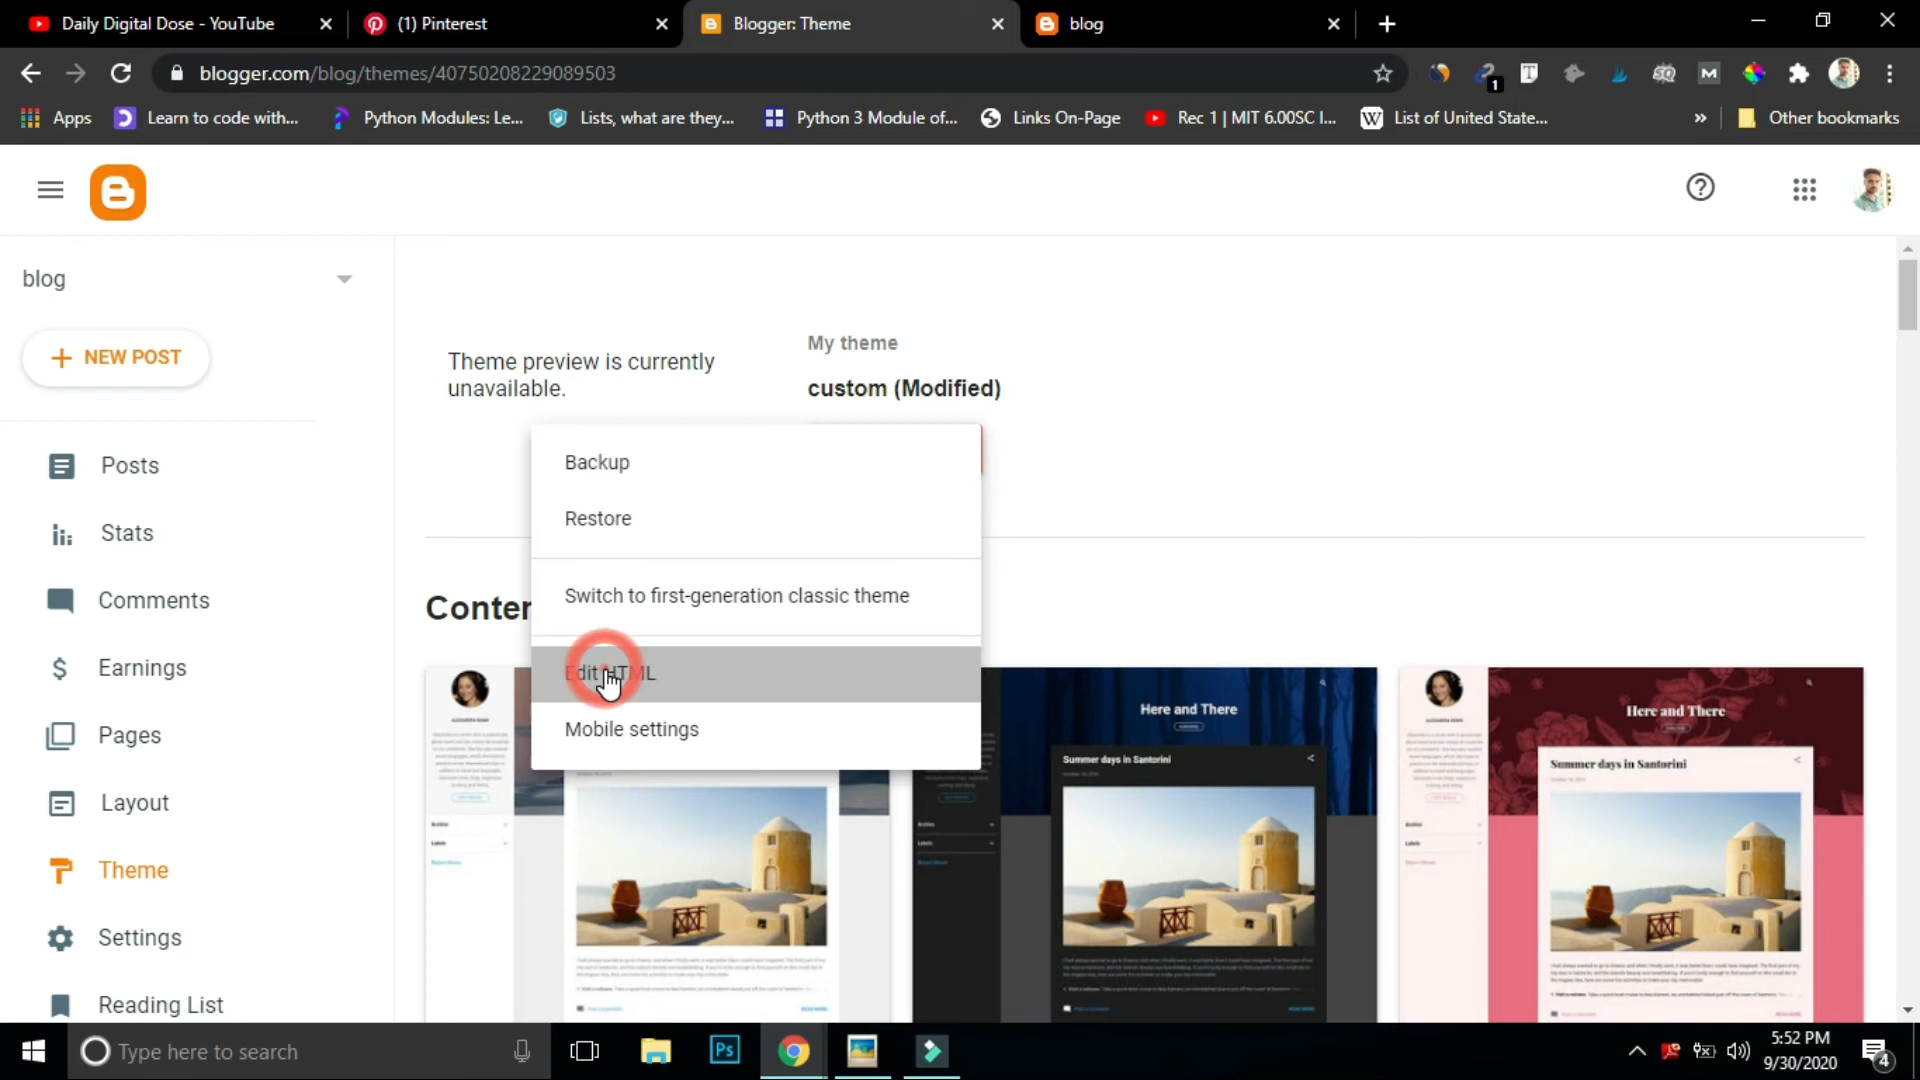 Daily Digital Dose - YouTube
(1) Pinterest
Blogger: Theme
blog
blogger.com/blog/themes/40750208229089503
1
Apps
Learn to code with...
Python Modules: Le...
Lists, what are they...
Python 3 Module of...
Links On-Page
Rec 1 | MIT 6.00SC I...
List of United State...
»
Other bookmarks
blog
NEW POST
Posts
Stats
Comments
Earnings
Pages
Layout
Theme
Settings
Reading List
Theme preview is currently
unavailable.
My theme
custom (Modified)
Backup
Restore
Switch to first-generation classic theme
Edit HTML
Mobile settings
Conter
Here and There
Summer days in Santorini
Here and There
Summer days in Santorini
Type here to search
Ps
5:52 PM
9/30/2020
4